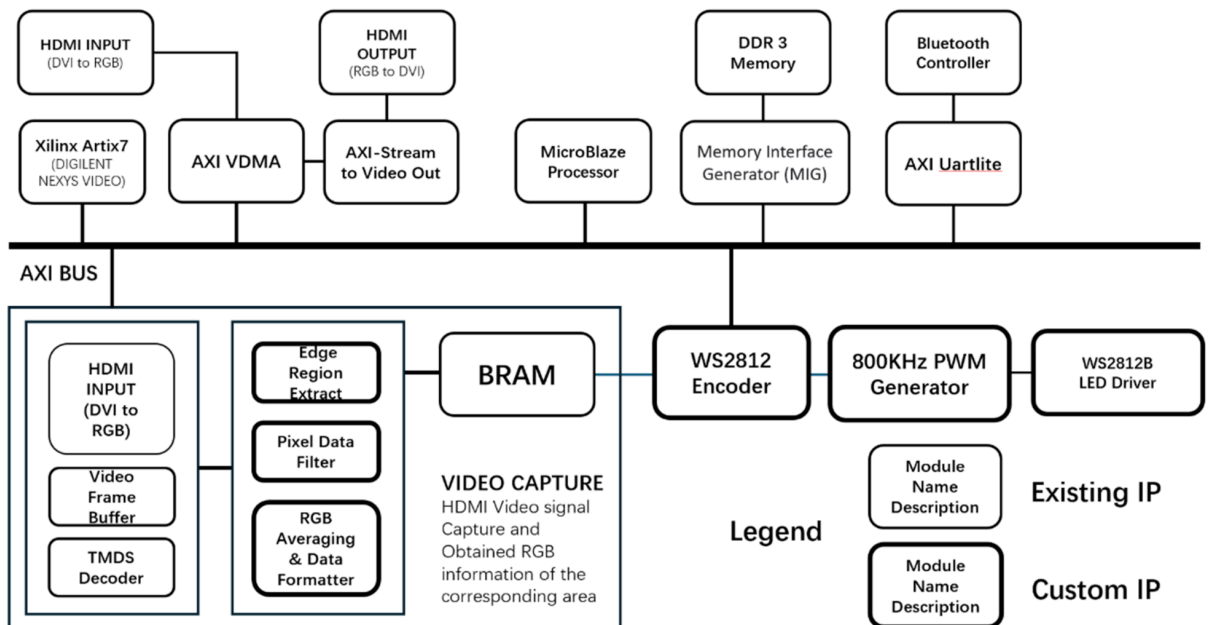 HDMI INPUT
(DVI to RGB)
HDMI
OUTPUT
(RGB to DVI)
DDR 3
Memory
Bluetooth
Controller
Xilinx Artix7
(DIGILENT
NEXYS VIDEO)
AXI VDMA
AXI-Stream
to Video Out
MicroBlaze
Processor
Memory Interface
Generator (MIG)
AXI Uartlite
AXI BUS
HDMI
INPUT
(DVI to
RGB)
Video
Frame
Buffer
TMDS
Decoder
Edge
Region
Extract
Pixel Data
Filter
RGB
Averaging
& Data
Formatter
BRAM
VIDEO CAPTURE
HDMI Video signal
Capture and
Obtained RGB
information of the
corresponding area
WS2812
Encoder
800KHz PWM
Generator
WS2812B
LED Driver
Legend
Module
Name
Description
Existing IP
Module
Name
Description
Custom IP